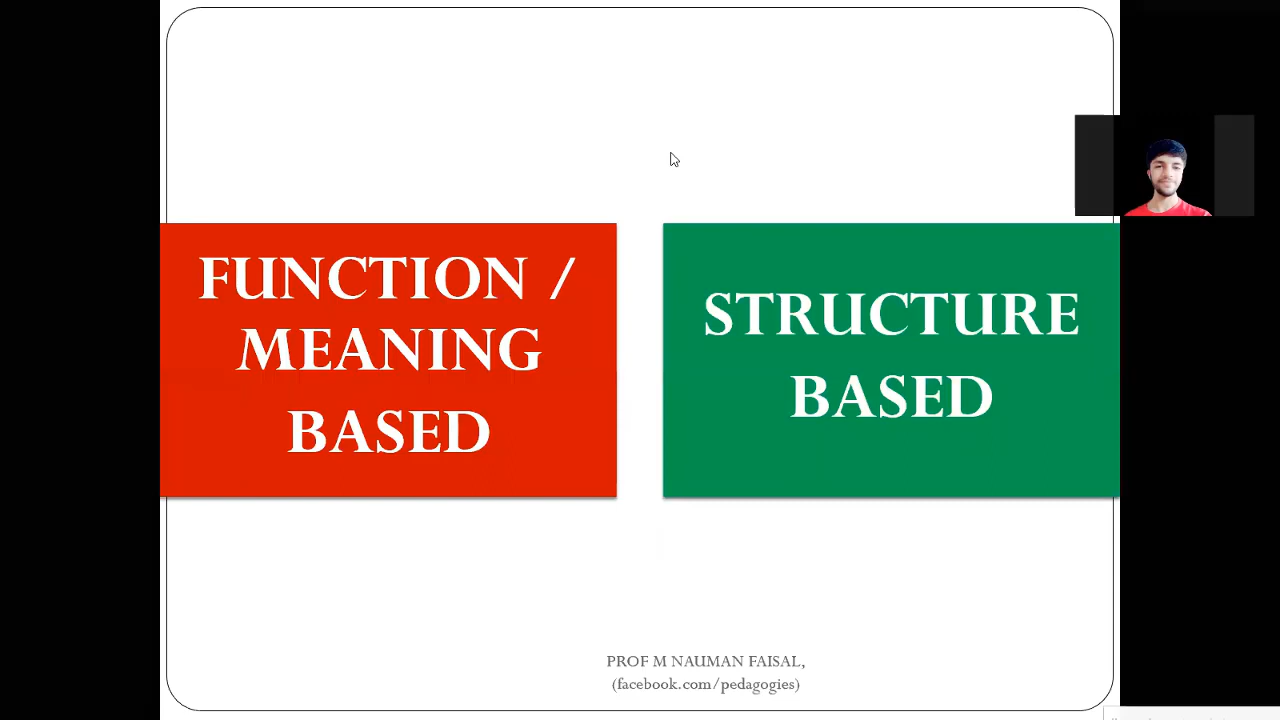 FUNCTION /
MEANING
BASED
STRUCTURE
BASED
PROF M NAUMAN FAISAL,
(facebook.com/pedagogies)